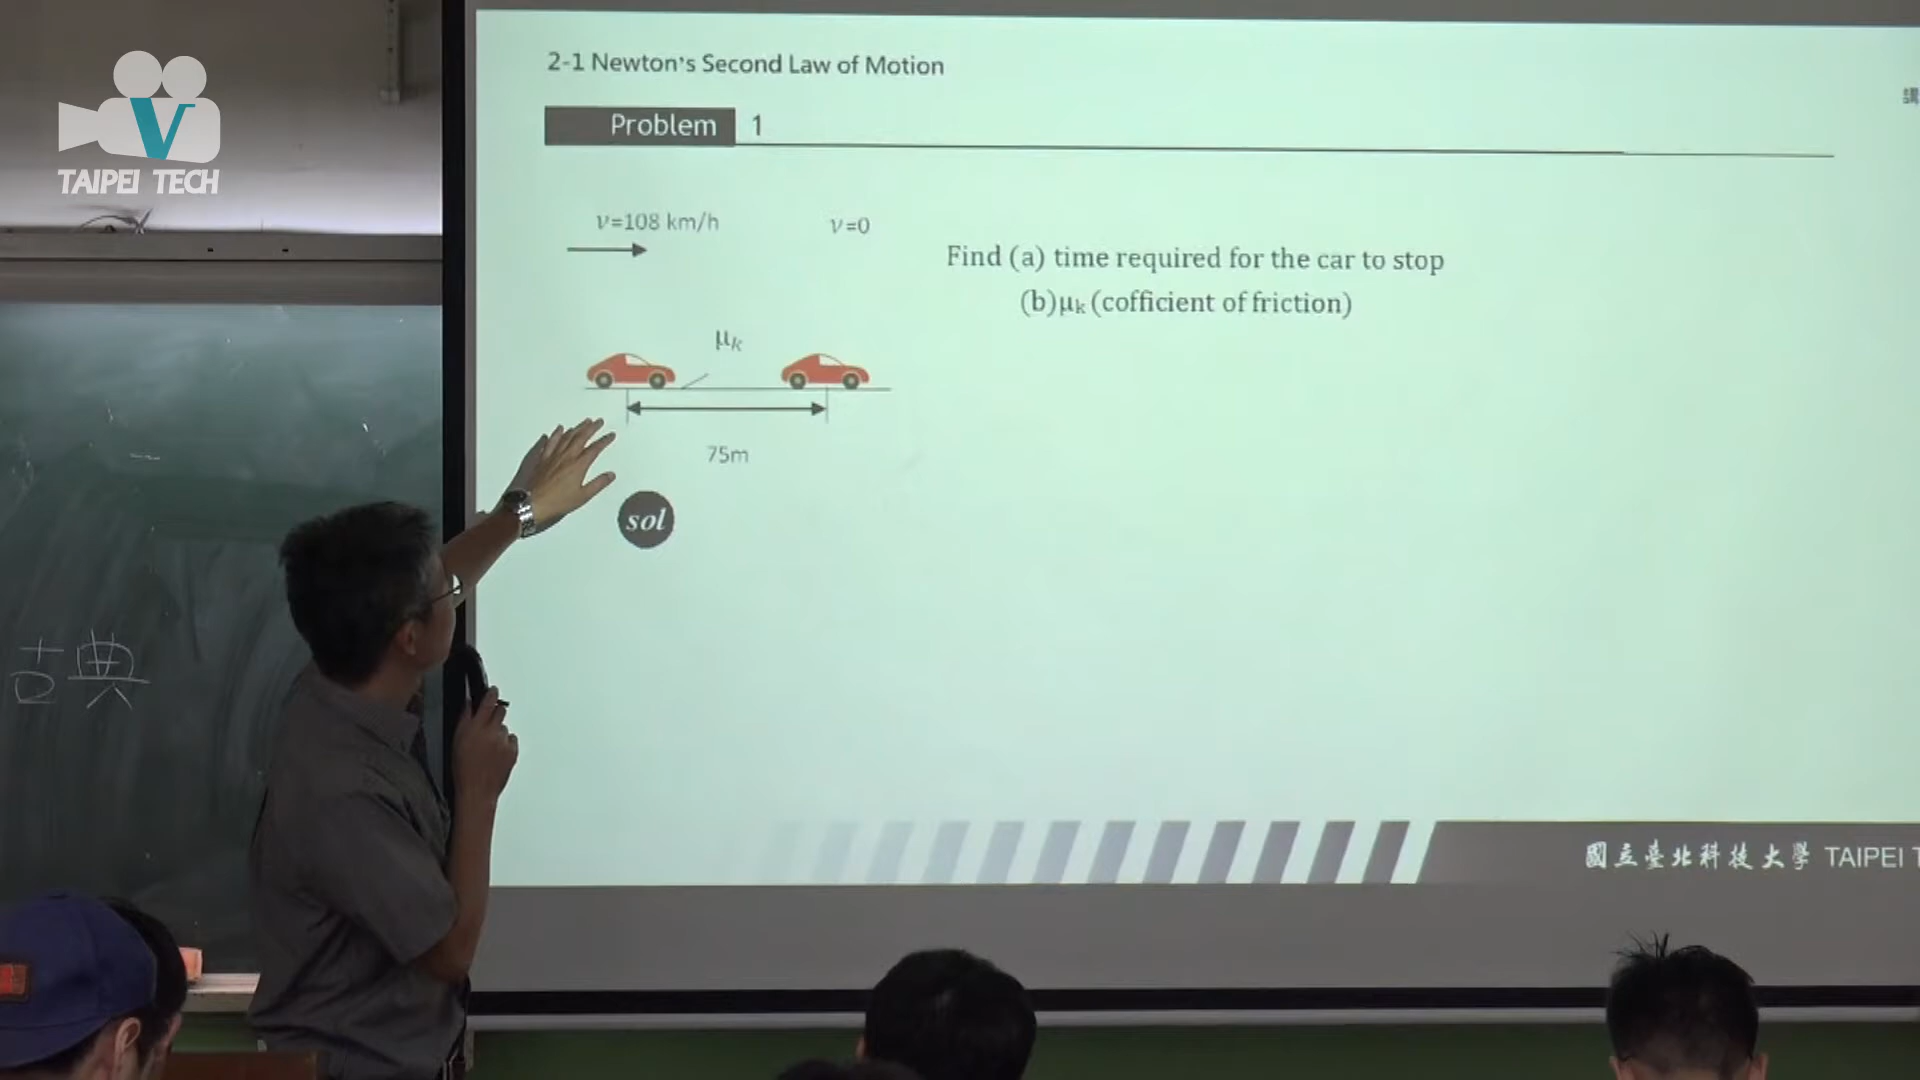 V
TAIPEI TECH
2-1 Newton's Second Law of Motion
Problem 1
v=108 km/h
v=0
Find (a) time required for the car to stop
(b)μk (cofficient of friction)
μk
75m
sol
古典
國立臺北科技大學 TAIPEI T